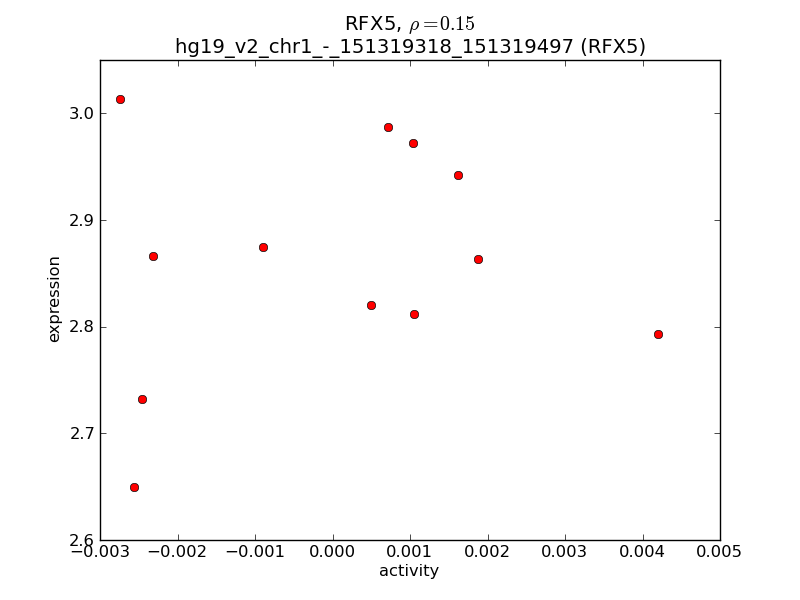 RFX5, ρ=0.15
hg19_v2_chr1_-_151319318_151319497 (RFX5)
3.0
2.9
2.8
2.7
2.6
expression
−0.003 −0.002 −0.001 0.000 0.001 0.002 0.003 0.004 0.005
activity